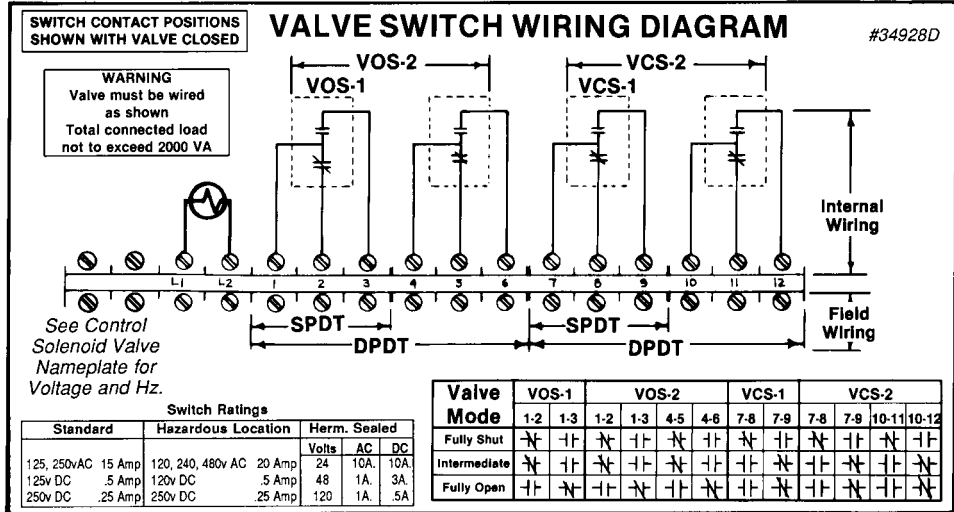 SWITCH CONTACT POSITIONS
SHOWN WITH VALVE CLOSED
VALVE SWITCH WIRING DIAGRAM
#34928D
WARNING
Valve must be wired
as shown
Total connected load
not to exceed 2000 VA
VOS-2
VOS-1
VCS-2
VCS-1
Internal
Wiring
L1 L2 1 2 3 4 5 6 7 8 9 10 11 12
Field
Wiring
SPDT
DPDT
SPDT
DPDT
See Control
Solenoid Valve
Nameplate for
Voltage and Hz.
Switch Ratings
Standard Hazardous Location Herm. Sealed
Volts AC DC
125, 250vAC 15 Amp 120, 240, 480v AC 20 Amp 24 10A. 10A.
125v DC .5 Amp 120v DC .5 Amp 48 1A. 3A.
250v DC .25 Amp 250v DC .25 Amp 120 1A. .5A
Valve Mode VOS-1 VOS-2 VCS-1 VCS-2
1-2 1-3 1-2 1-3 4-5 4-6 7-8 7-9 7-8 7-9 10-11 10-12
Fully Shut
Intermediate
Fully Open